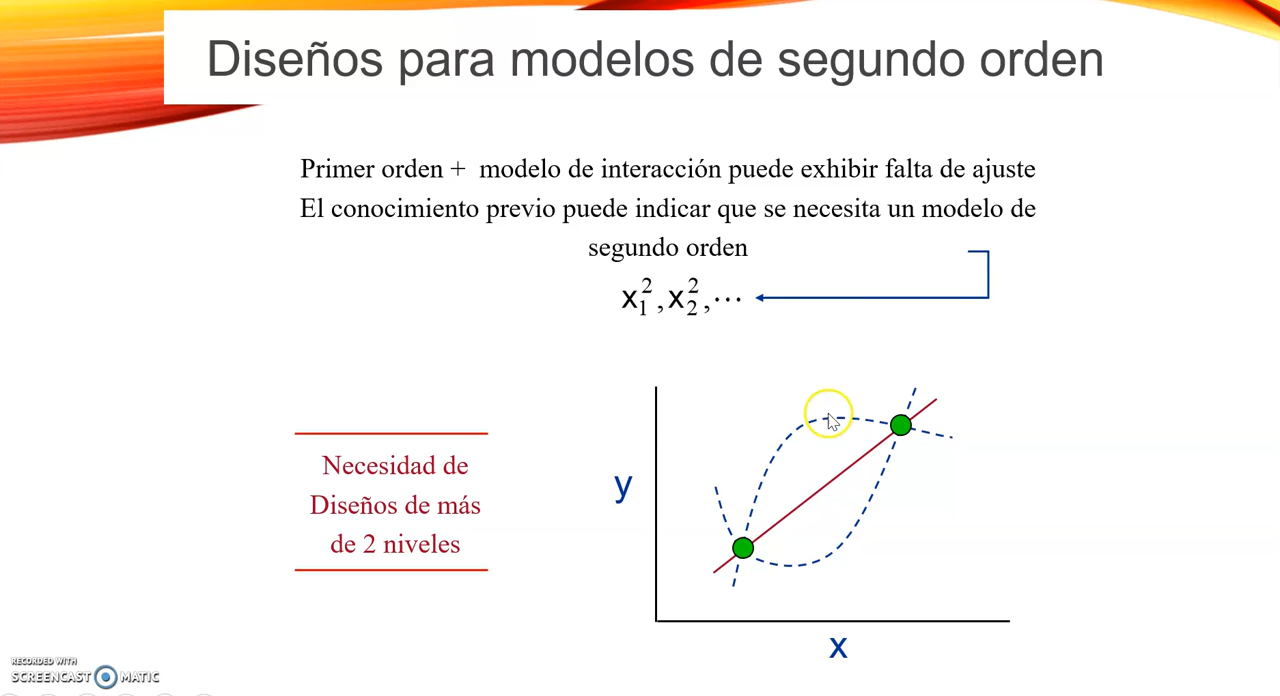 Diseños para modelos de segundo orden
Primer orden + modelo de interacción puede exhibir falta de ajuste
El conocimiento previo puede indicar que se necesita un modelo de
segundo orden
x₁², x₂², ⋯
Necesidad de
Diseños de más
de 2 niveles
y
x
RECORDED WITH
SCREENCAST MATIC